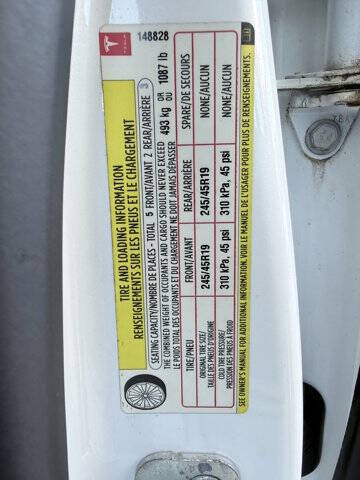 TESLA
148828
TIRE AND LOADING INFORMATION
RENSEIGNEMENTS SUR LES PNEUS ET LE CHARGEMENT
SEATING CAPACITY/NOMBRE DE PLACES - TOTAL 5 FRONT/AVANT 2 REAR/ARRIÈRE 3
THE COMBINED WEIGHT OF OCCUPANTS AND CARGO SHOULD NEVER EXCEED 493 kg OR 1087 lb
LE POIDS TOTAL DES OCCUPANTS ET DU CHARGEMENT NE DOIT JAMAIS DÉPASSER OU
TIRE/PNEU FRONT/AVANT REAR/ARRIÈRE SPARE/DE SECOURS
ORIGINAL TIRE SIZE/ 245/45R19 245/45R19 NONE/AUCUN
TAILLE DES PNEUS D'ORIGINE
COLD TIRE PRESSURE/ 310 kPa, 45 psi 310 kPa, 45 psi NONE/AUCUN
PRESSION DES PNEUS À FROID
SEE OWNER'S MANUAL FOR ADDITIONAL INFORMATION/VOIR LE MANUEL DE L'USAGER POUR PLUS DE RENSEIGNEMENTS.